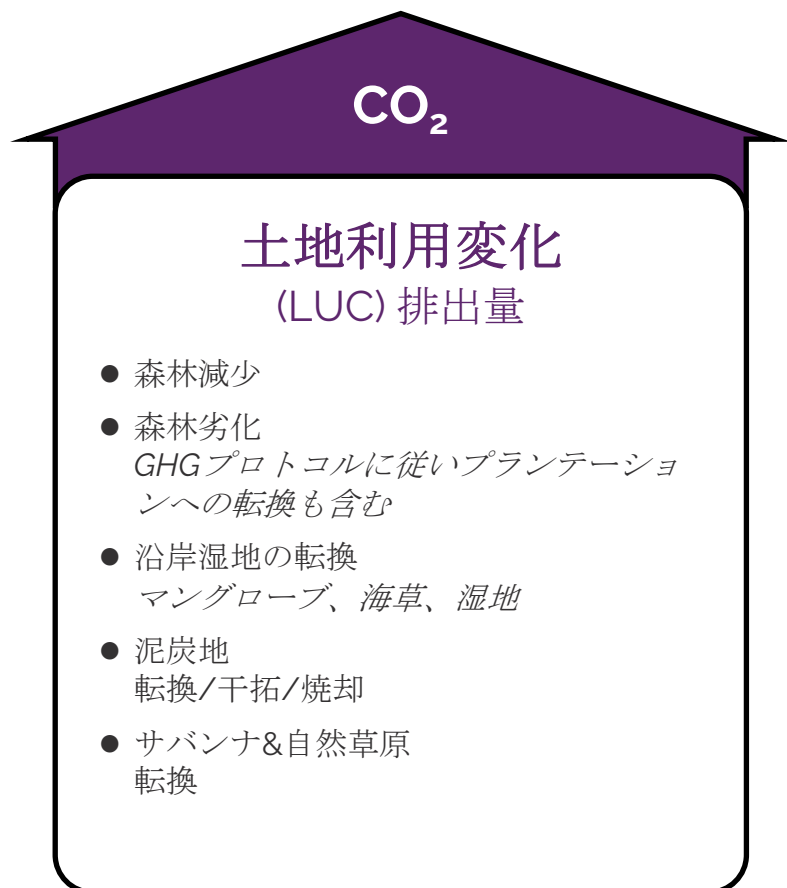 CO₂
土地利用変化
(LUC) 排出量
● 森林減少
● 森林劣化
GHGプロトコルに従いプランテーショ
ンへの転換も含む
● 沿岸湿地の転換
マングローブ、海草、湿地
● 泥炭地
転換/干拓/焼却
● サバンナ&自然草原
転換